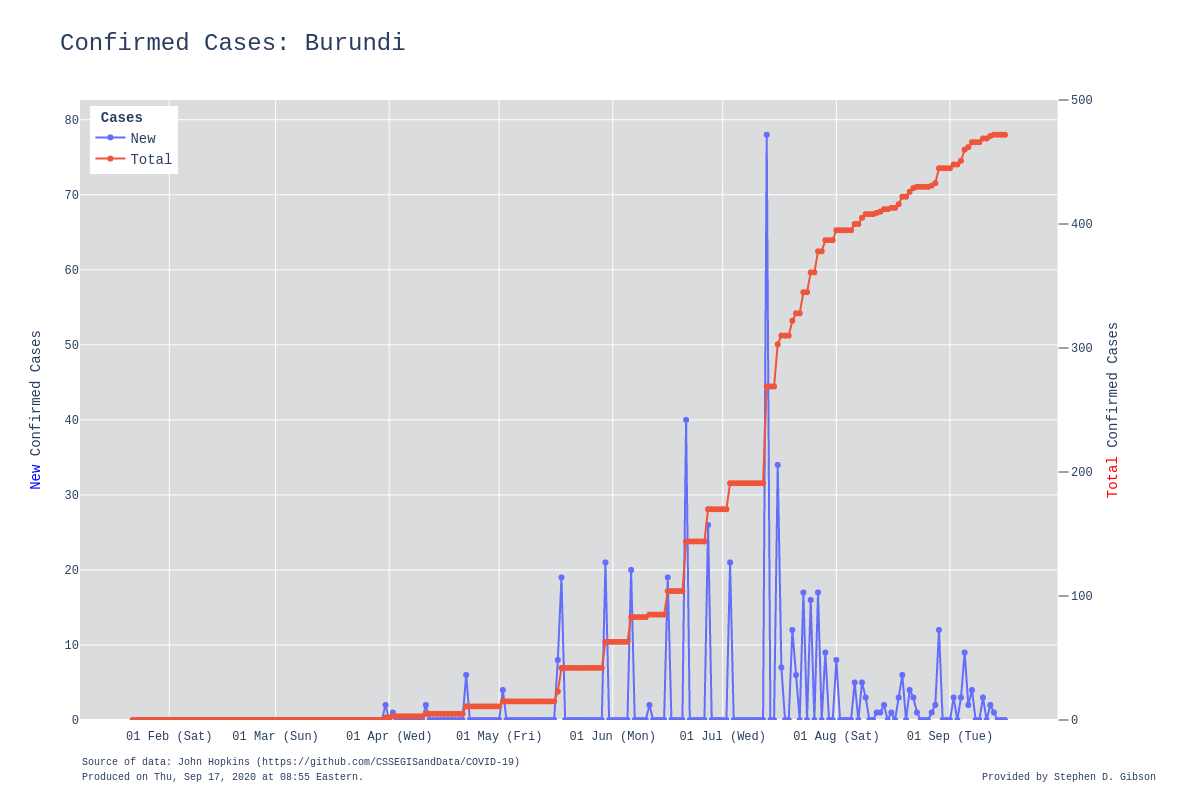 Confirmed Cases: Burundi
Cases
New
Total
80
70
60
50
40
30
20
10
0
500
400
300
200
100
0
New Confirmed Cases
Total Confirmed Cases
01 Feb (Sat) 01 Mar (Sun) 01 Apr (Wed) 01 May (Fri) 01 Jun (Mon) 01 Jul (Wed) 01 Aug (Sat) 01 Sep (Tue)
Source of data: John Hopkins (https://github.com/CSSEGISandData/COVID-19)
Produced on Thu, Sep 17, 2020 at 08:55 Eastern.
Provided by Stephen D. Gibson